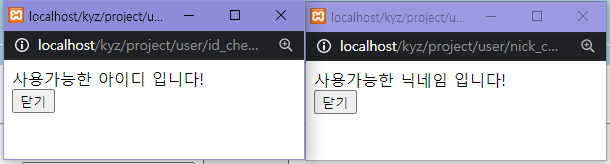 localhost/kyz/project/u...
localhost/kyz/project/user/id_che...
사용가능한 아이디 입니다!
닫기
localhost/kyz/project/us...
localhost/kyz/project/user/nick_c...
사용가능한 닉네임 입니다!
닫기